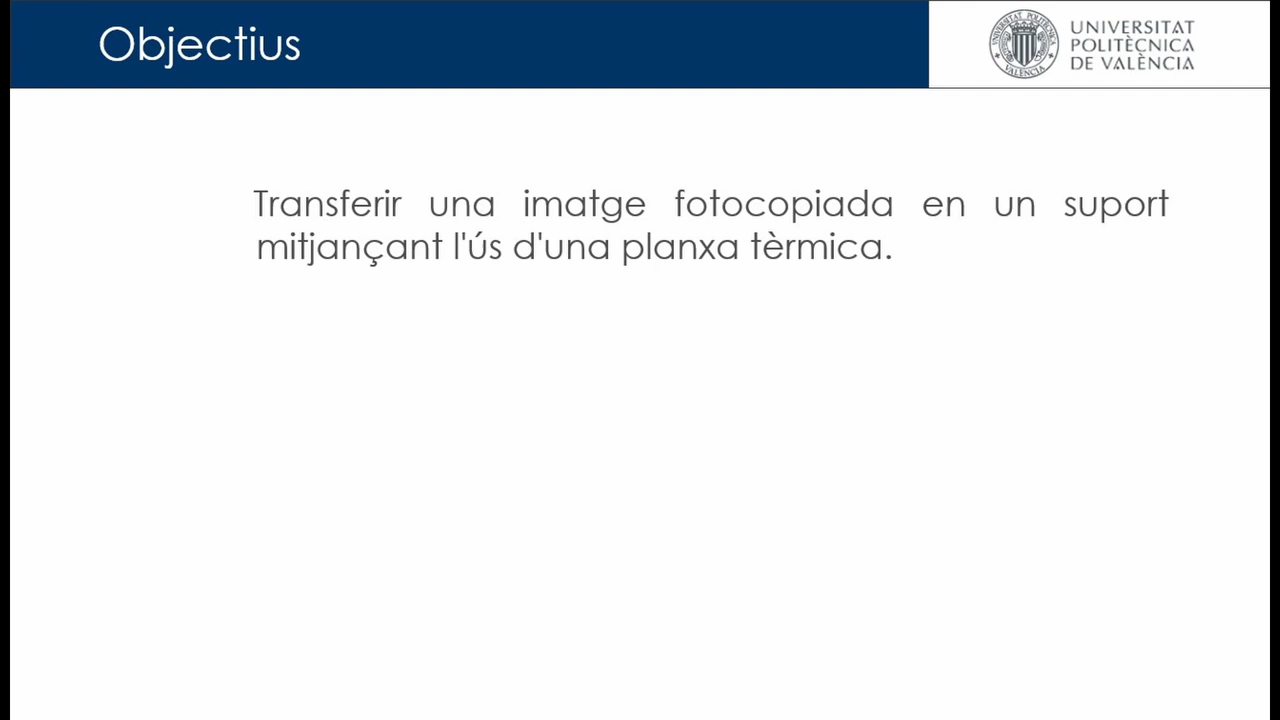 Objectius
UNIVERSITAT
POLITÈCNICA
DE VALÈNCIA
Transferir una imatge fotocopiada en un suport
mitjançant l'ús d'una planxa tèrmica.